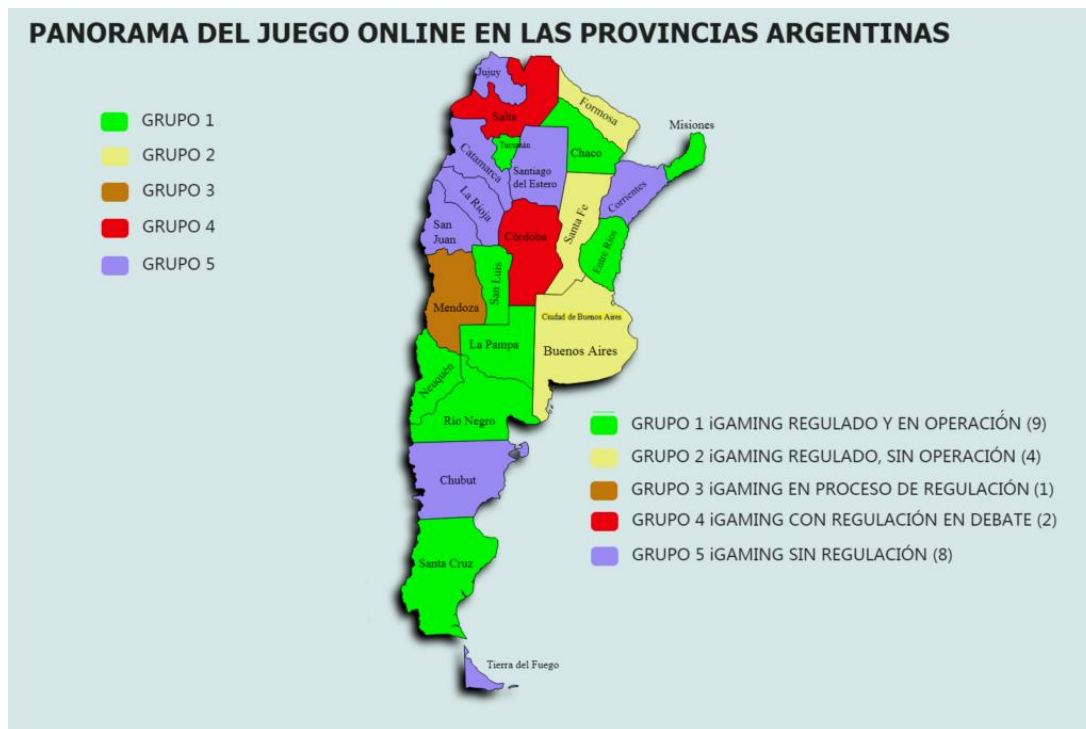 PANORAMA DEL JUEGO ONLINE EN LAS PROVINCIAS ARGENTINAS
GRUPO 1
GRUPO 2
GRUPO 3
GRUPO 4
GRUPO 5
Jujuy
Salta
Formosa
Misiones
Tucumán
Chaco
Catamarca
Santiago
del Estero
Corrientes
La Rioja
Santa Fe
San
Juan
Córdoba
Entre Ríos
San Luis
Mendoza
Ciudad de Buenos Aires
La Pampa
Buenos Aires
Neuquén
Río Negro
Chubut
Santa Cruz
Tierra del Fuego
GRUPO 1 iGAMING REGULADO Y EN OPERACIÓN (9)
GRUPO 2 iGAMING REGULADO, SIN OPERACIÓN (4)
GRUPO 3 iGAMING EN PROCESO DE REGULACIÓN (1)
GRUPO 4 iGAMING CON REGULACIÓN EN DEBATE (2)
GRUPO 5 iGAMING SIN REGULACIÓN (8)